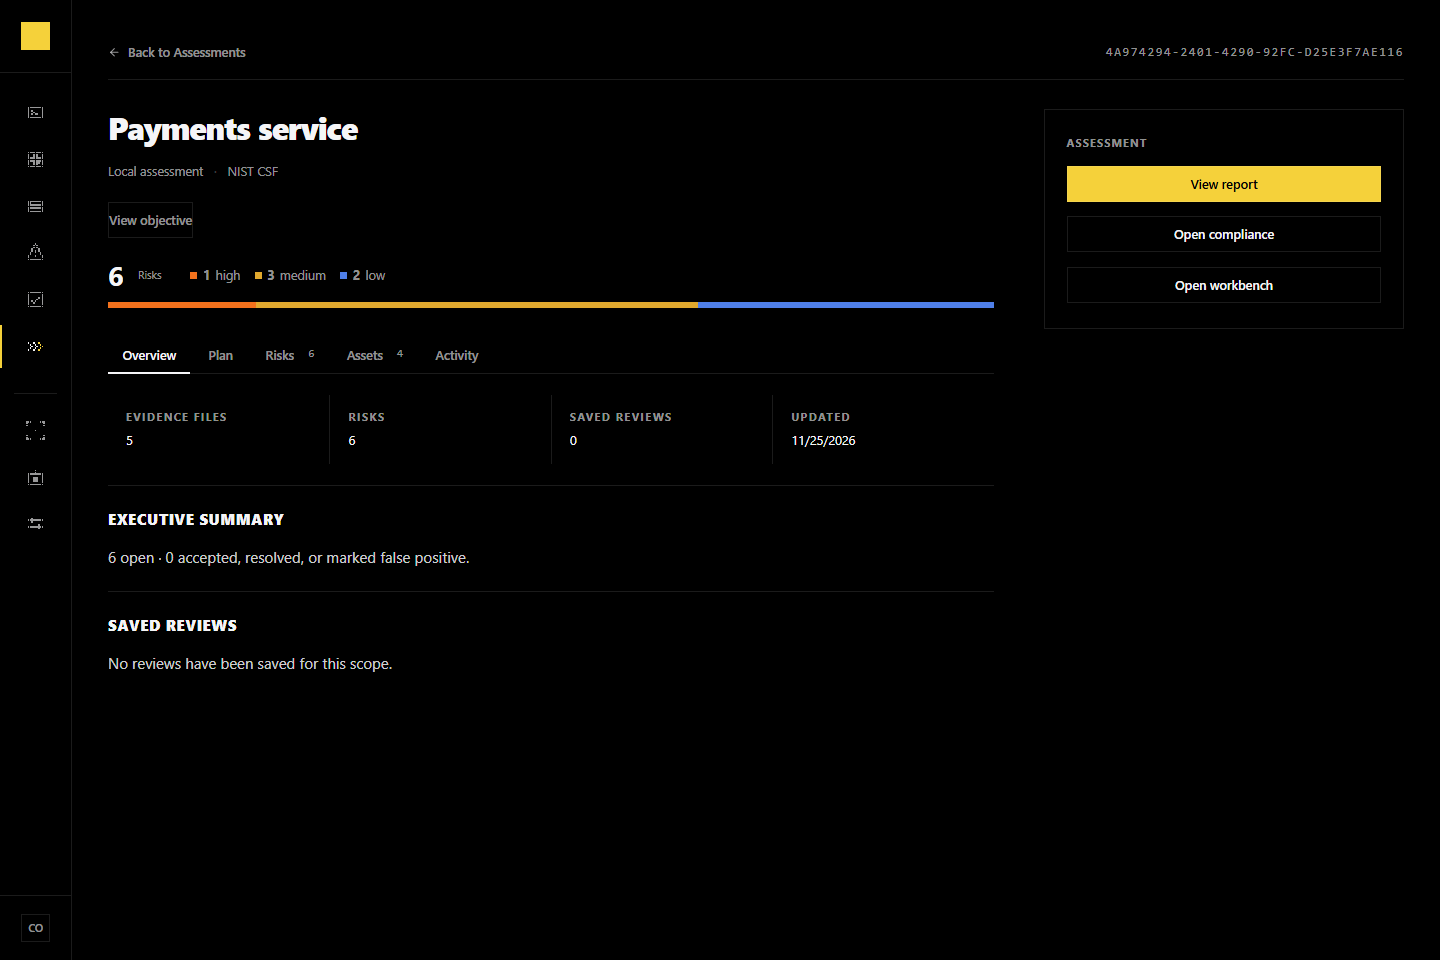 ← Back to Assessments
4A974294-2401-4290-92FC-D25E3F7AE116
Payments service
Local assessment · NIST CSF
View objective
6 Risks 1 high 3 medium 2 low
Overview Plan Risks 6 Assets 4 Activity
EVIDENCE FILES
5
RISKS
6
SAVED REVIEWS
0
UPDATED
11/25/2026
EXECUTIVE SUMMARY
6 open · 0 accepted, resolved, or marked false positive.
SAVED REVIEWS
No reviews have been saved for this scope.
ASSESSMENT
View report
Open compliance
Open workbench
CO